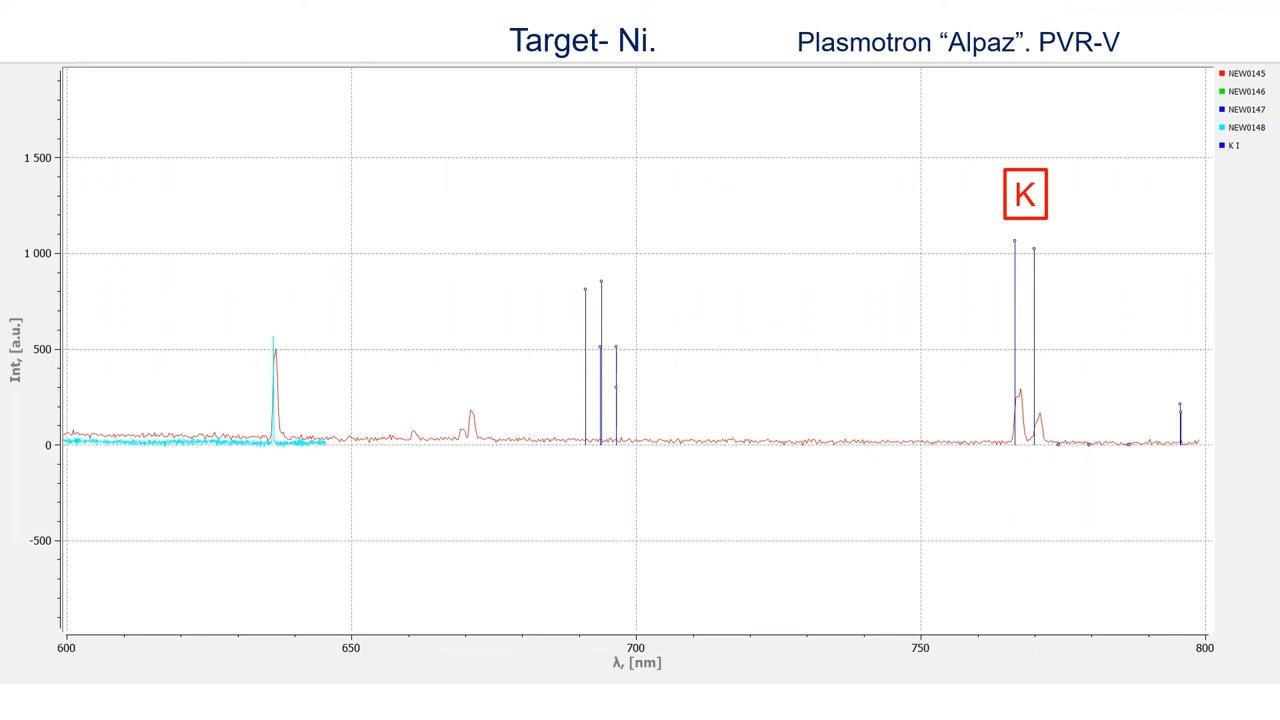 Target- Ni.
Plasmotron “Alpaz”. PVR-V
NEW0145
NEW0146
NEW0147
NEW0148
K I
K
1 500
1 000
500
0
-500
Int, [a.u.]
600
650
700
750
800
λ, [nm]